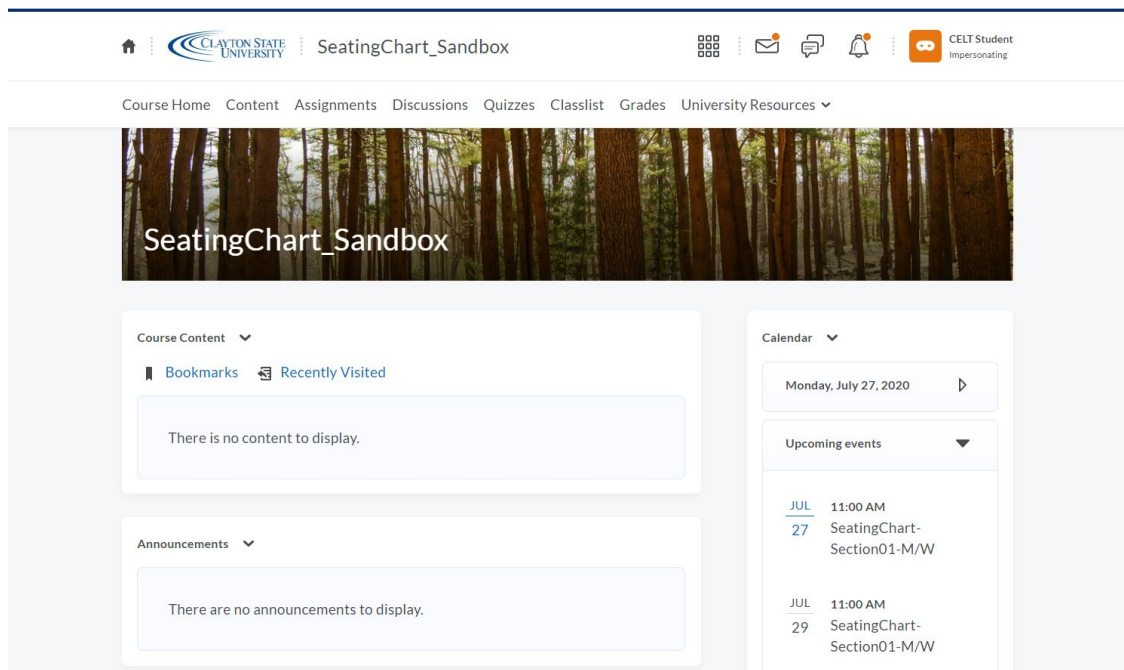 CLAYTON STATE
UNIVERSITY
SeatingChart_Sandbox
CELT Student
Impersonating
Course Home Content Assignments Discussions Quizzes Classlist Grades University Resources
SeatingChart_Sandbox
Course Content
Bookmarks Recently Visited
There is no content to display.
Announcements
There are no announcements to display.
Calendar
Monday, July 27, 2020
Upcoming events
JUL 11:00 AM
27 SeatingChart-
Section01-M/W
JUL 11:00 AM
29 SeatingChart-
Section01-M/W